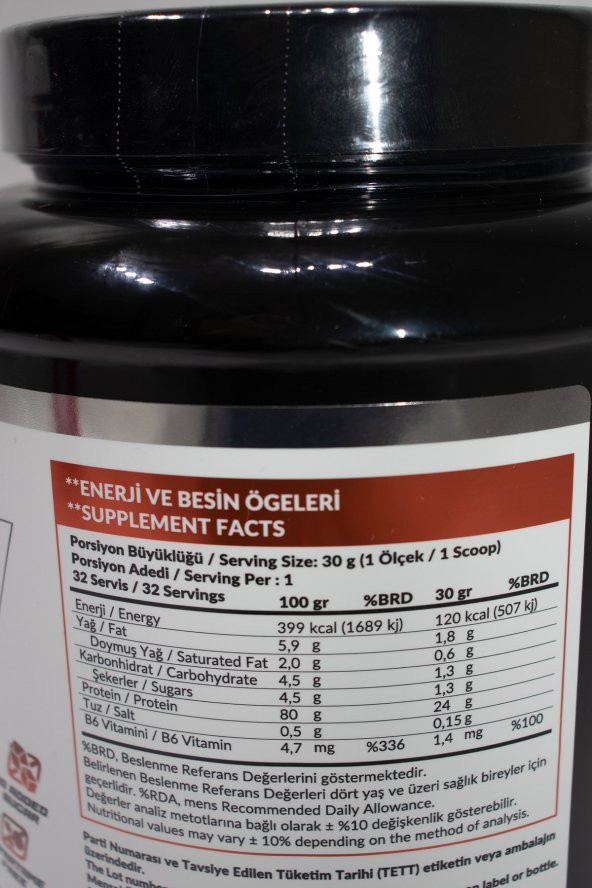 **ENERJİ VE BESİN ÖGELERİ
**SUPPLEMENT FACTS
Porsiyon Büyüklüğü / Serving Size: 30 g (1 Ölçek / 1 Scoop)
Porsiyon Adedi / Serving Per : 1
32 Servis / 32 Servings 100 gr %BRD 30 gr %BRD
Enerji / Energy 399 kcal (1689 kj) 120 kcal (507 kj)
Yağ / Fat 5,9 g 1,8 g
Doymuş Yağ / Saturated Fat 2,0 g 0,6 g
Karbonhidrat / Carbohydrate 4,5 g 1,3 g
Şekerler / Sugars 4,5 g 1,3 g
Protein / Protein 80 g 24 g
Tuz / Salt 0,5 g 0,15 g
B6 Vitamini / B6 Vitamin 4,7 mg %336 1,4 mg %100
%BRD, Beslenme Referans Değerlerini göstermektedir.
Belirlenen Beslenme Referans Değerleri dört yaş ve üzeri sağlık bireyler için
geçerlidir. %RDA, mens Recommended Daily Allowance.
Değerler analiz metotlarına bağlı olarak ± %10 değişkenlik gösterebilir.
Nutritional values may vary ± 10% depending on the method of analysis.
Parti Numarası ve Tavsiye Edilen Tüketim Tarihi (TETT) etiketin veya ambalajın
üzerindedir.
The Lot number
on label or bottle.